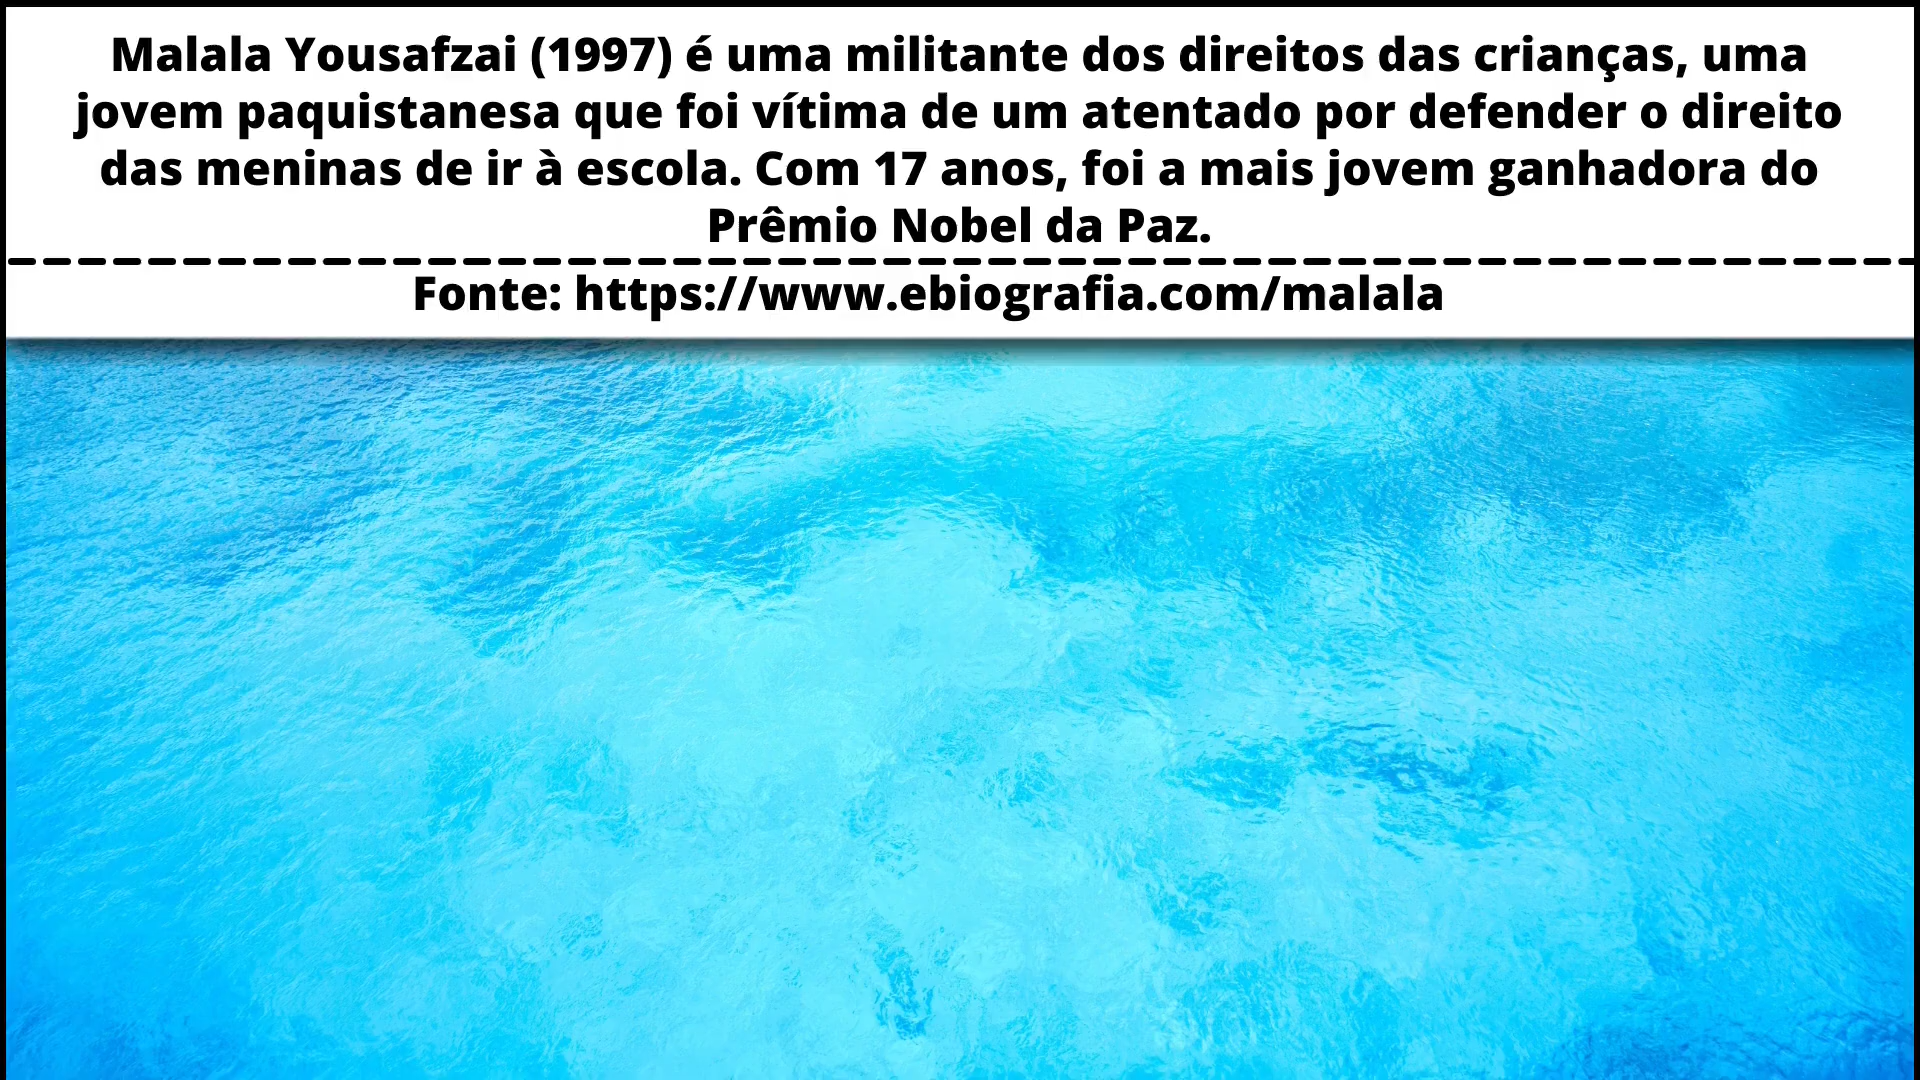 Malala Yousafzai (1997) é uma militante dos direitos das crianças, uma
jovem paquistanesa que foi vítima de um atentado por defender o direito
das meninas de ir à escola. Com 17 anos, foi a mais jovem ganhadora do
Prêmio Nobel da Paz.
Fonte: https://www.ebiografia.com/malala